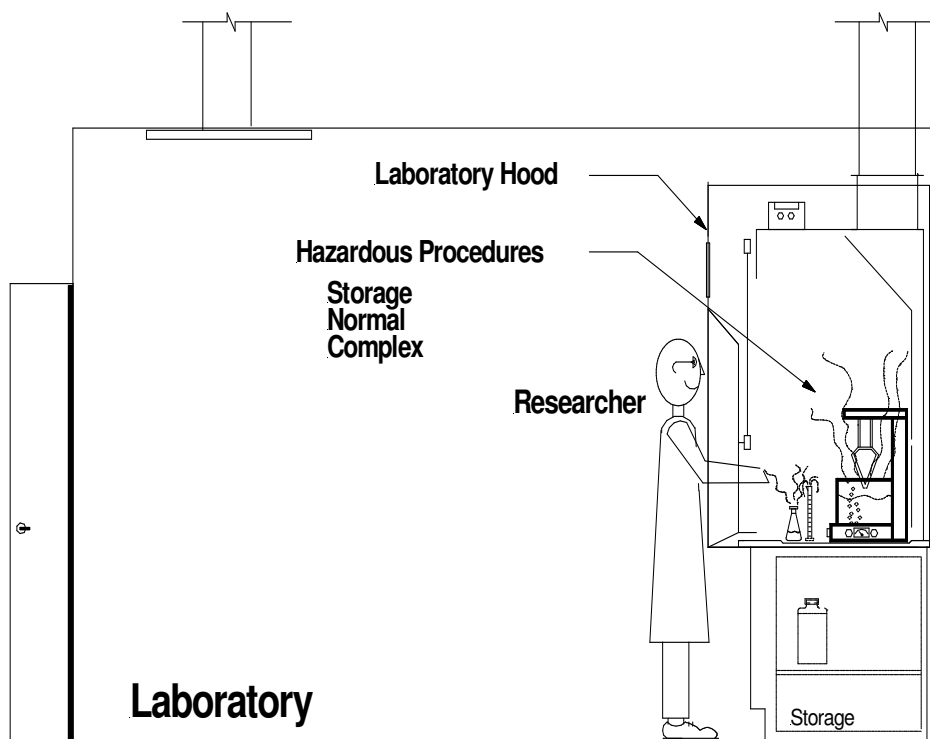 Laboratory Hood
Hazardous Procedures
Storage
Normal
Complex
Researcher
Laboratory
Storage